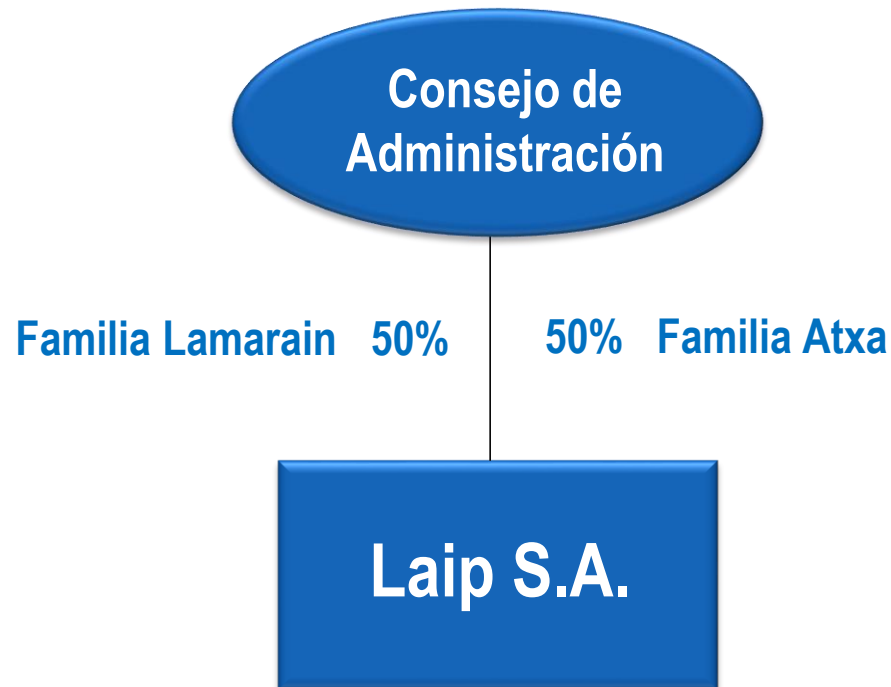 Consejo de
Administración
Familia Lamarain 50% 50% Familia Atxa
Laip S.A.